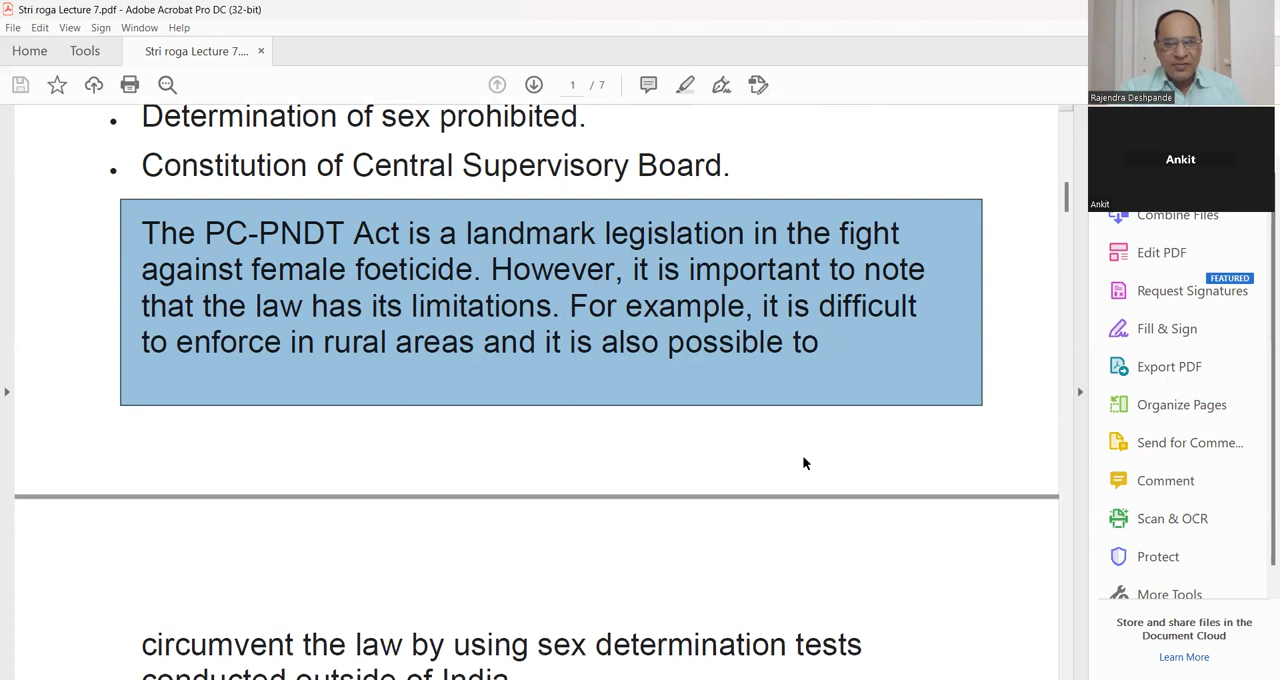 Stri roga Lecture 7.pdf - Adobe Acrobat Pro DC (32-bit)
File Edit View Sign Window Help
Home Tools Stri roga Lecture 7.... ×
1 / 7
• Determination of sex prohibited.
• Constitution of Central Supervisory Board.
The PC-PNDT Act is a landmark legislation in the fight
against female foeticide. However, it is important to note
that the law has its limitations. For example, it is difficult
to enforce in rural areas and it is also possible to
circumvent the law by using sex determination tests
conducted outside of India.
Rajendra Deshpande
Ankit
Ankit
Combine Files
Edit PDF
FEATURED
Request Signatures
Fill & Sign
Export PDF
Organize Pages
Send for Comme...
Comment
Scan & OCR
Protect
More Tools
Store and share files in the
Document Cloud
Learn More